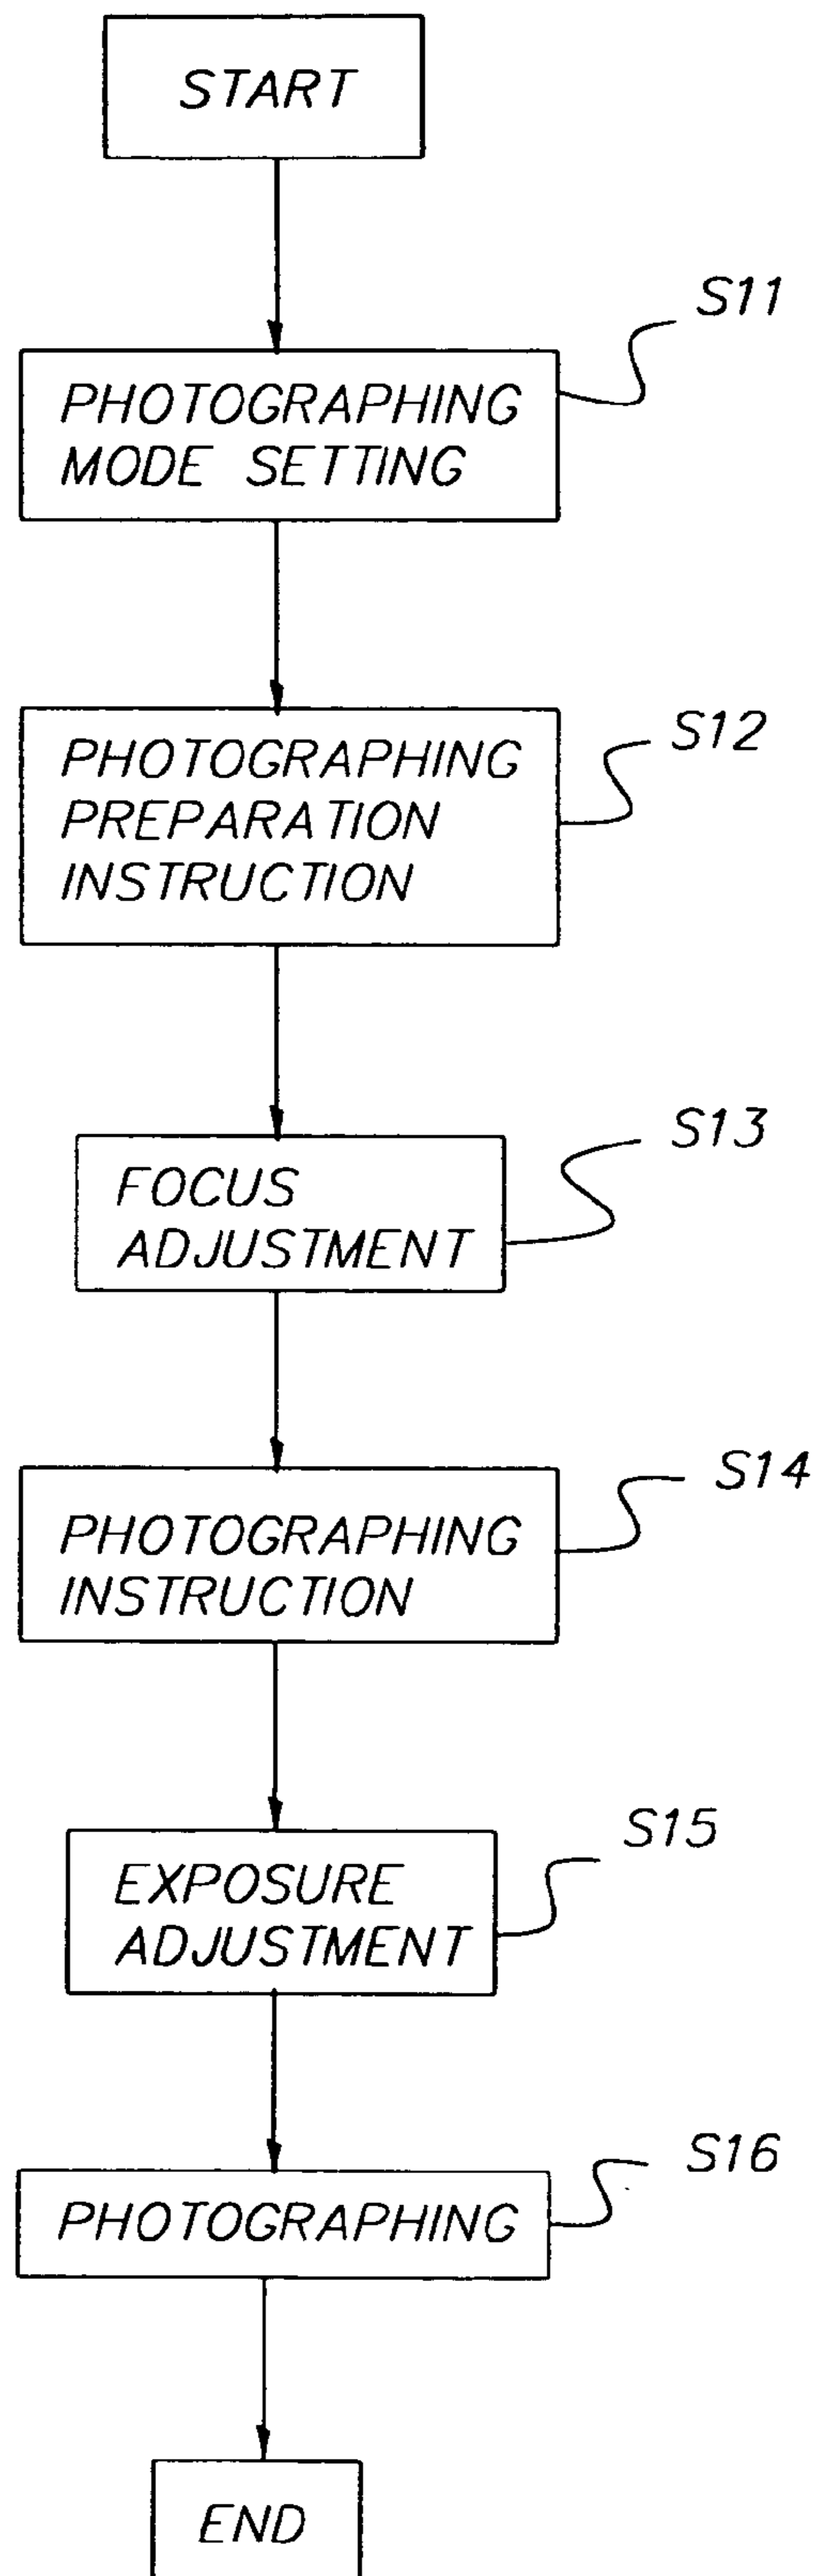 START
S11
PHOTOGRAPHING
MODE SETTING
S12
PHOTOGRAPHING
PREPARATION
INSTRUCTION
S13
FOCUS
ADJUSTMENT
S14
PHOTOGRAPHING
INSTRUCTION
S15
EXPOSURE
ADJUSTMENT
S16
PHOTOGRAPHING
END